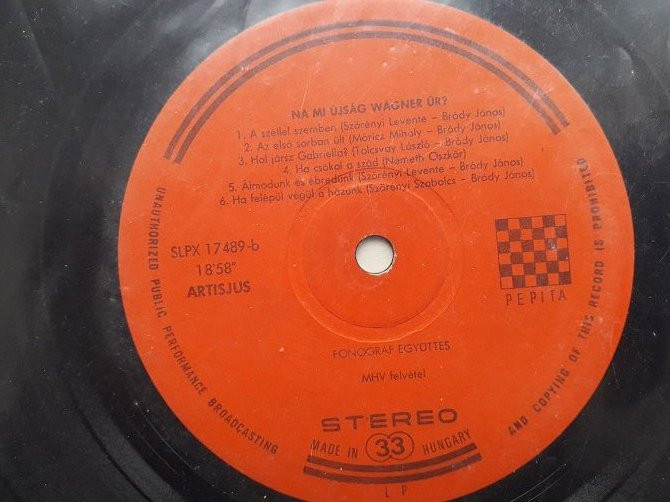 NA MI ÚJSÁG WAGNER ÚR?
1. A széllel szemben (Szörényi Levente – Bródy János)
2. Az első sorban ült (Móricz Mihály – Bródy János)
3. Hol jársz Gabriella? (Tolcsvay László – Bródy János)
4. Ha csókol a szád (Németh Oszkár)
5. Álmodunk és ébredünk (Szörényi Levente – Bródy János)
6. Ha felépül végül a házunk (Szörényi Szabolcs – Bródy János)
SLPX 17489-b
18'58"
ARTISJUS
PEPITA
FONOGRÁF EGYÜTTES
MHV felvétel
STEREO
MADE IN 33 HUNGARY
LP
UNAUTHORIZED PUBLIC PERFORMANCE BROADCASTING
AND COPYING OF THIS RECORD IS PROHIBITED